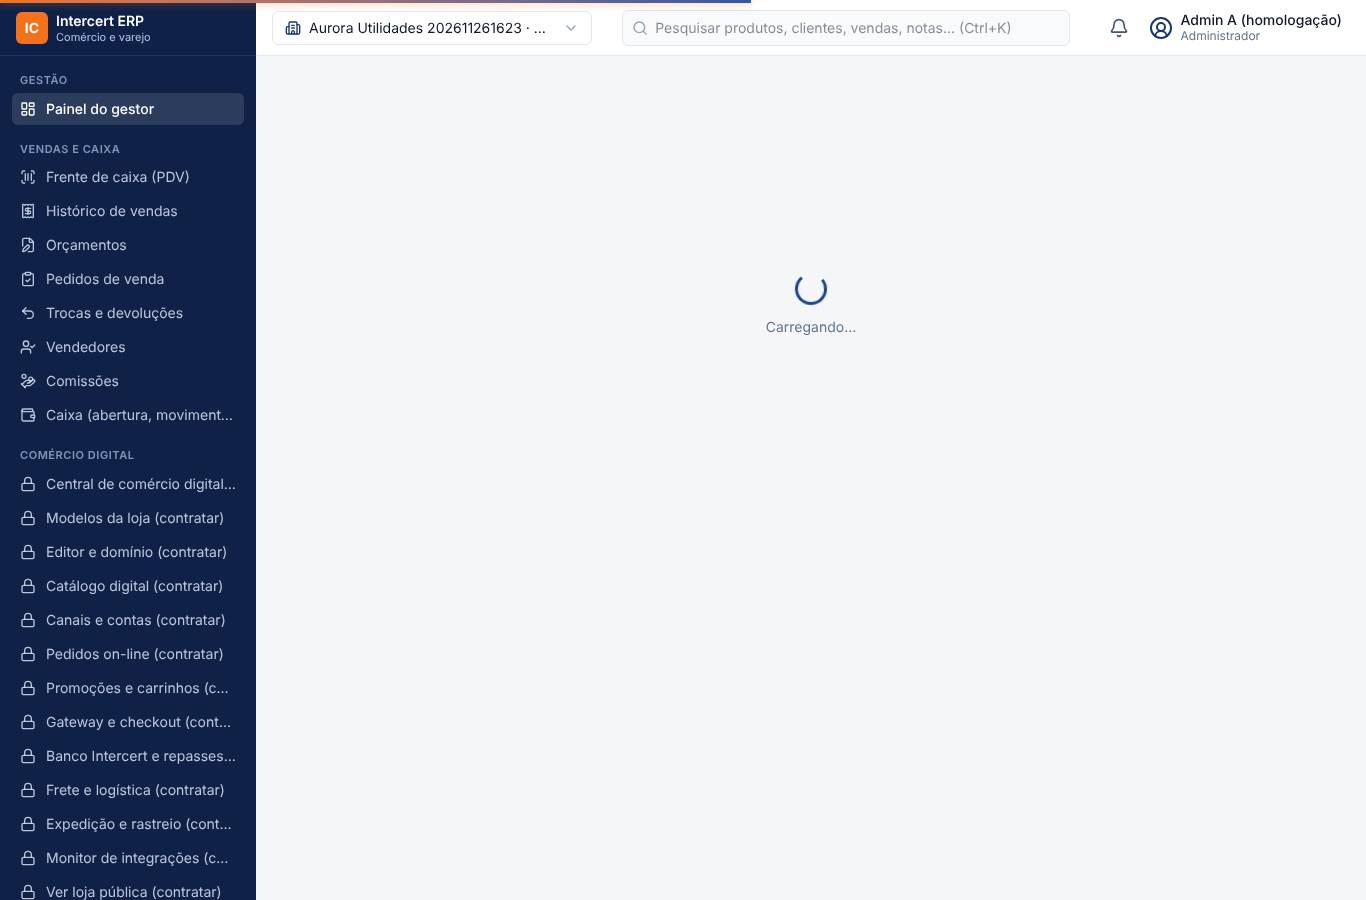 IC
Intercert ERP
Comércio e varejo
Aurora Utilidades 202611261623 · ...
Pesquisar produtos, clientes, vendas, notas... (Ctrl+K)
Admin A (homologação)
Administrador
GESTÃO
Painel do gestor
VENDAS E CAIXA
Frente de caixa (PDV)
Histórico de vendas
Orçamentos
Pedidos de venda
Trocas e devoluções
Vendedores
Comissões
Caixa (abertura, moviment...
COMÉRCIO DIGITAL
Central de comércio digital...
Modelos da loja (contratar)
Editor e domínio (contratar)
Catálogo digital (contratar)
Canais e contas (contratar)
Pedidos on-line (contratar)
Promoções e carrinhos (c...
Gateway e checkout (cont...
Banco Intercert e repasses...
Frete e logística (contratar)
Expedição e rastreio (cont...
Monitor de integrações (c...
Ver loja pública (contratar)
Carregando...